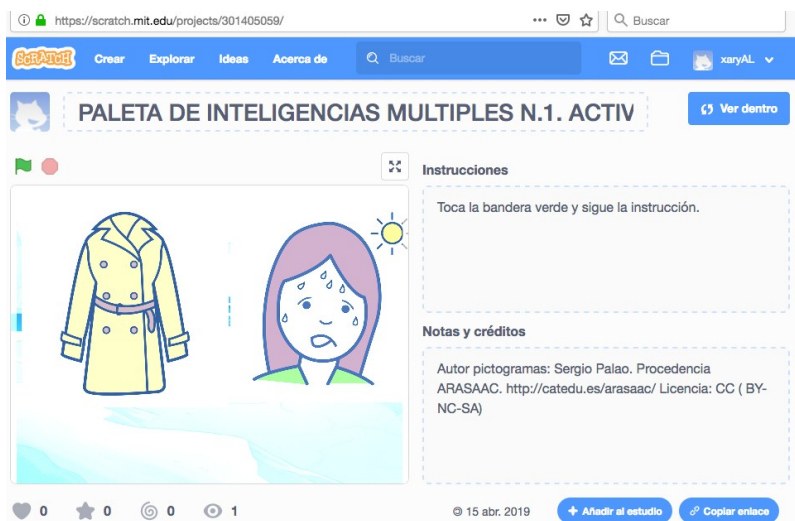 https://scratch.mit.edu/projects/301405059/
Buscar
SCRATCH Crear Explorar Ideas Acerca de Buscar xaryAL
PALETA DE INTELIGENCIAS MULTIPLES N.1. ACTIV
Ver dentro
Instrucciones
Toca la bandera verde y sigue la instrucción.
Notas y créditos
Autor pictogramas: Sergio Palao. Procedencia
ARASAAC. http://catedu.es/arasaac/ Licencia: CC ( BY-
NC-SA)
0 0 0 1
© 15 abr. 2019
+ Añadir al estudio
Copiar enlace